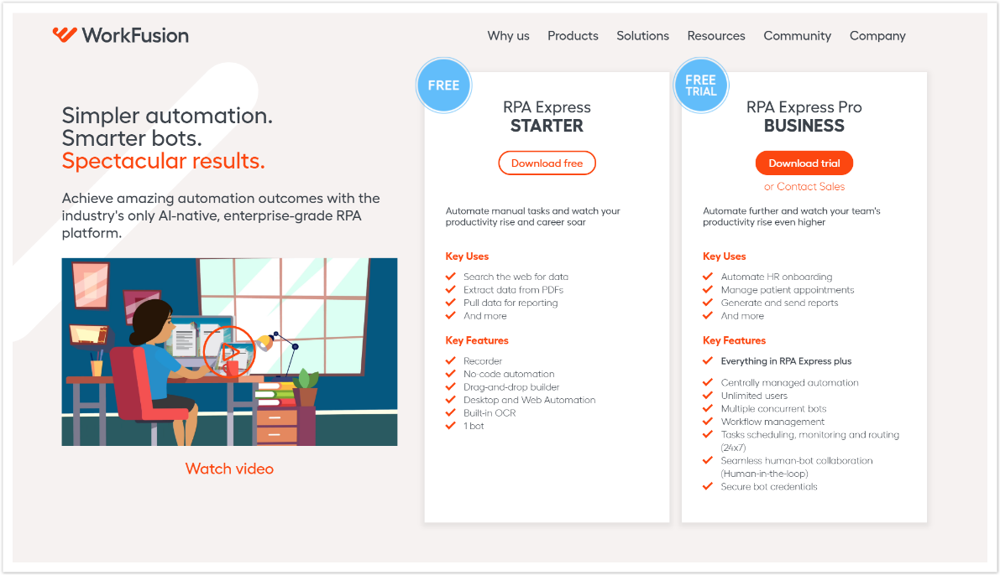 WorkFusion
Why us
Products
Solutions
Resources
Community
Company
Simpler automation.
Smarter bots.
Spectacular results.
Achieve amazing automation outcomes with the
industry's only AI-native, enterprise-grade RPA
platform.
Watch video
FREE
RPA Express
STARTER
Download free
Automate manual tasks and watch your
productivity rise and career soar
Key Uses
Search the web for data
Extract data from PDFs
Pull data for reporting
And more
Key Features
Recorder
No-code automation
Drag-and-drop builder
Desktop and Web Automation
Built-in OCR
1 bot
FREE
TRIAL
RPA Express Pro
BUSINESS
Download trial
or Contact Sales
Automate further and watch your team's
productivity rise even higher
Key Uses
Automate HR onboarding
Manage patient appointments
Generate and send reports
And more
Key Features
Everything in RPA Express plus
Centrally managed automation
Unlimited users
Multiple concurrent bots
Workflow management
Tasks scheduling, monitoring and routing
(24x7)
Seamless human-bot collaboration
(Human-in-the-loop)
Secure bot credentials